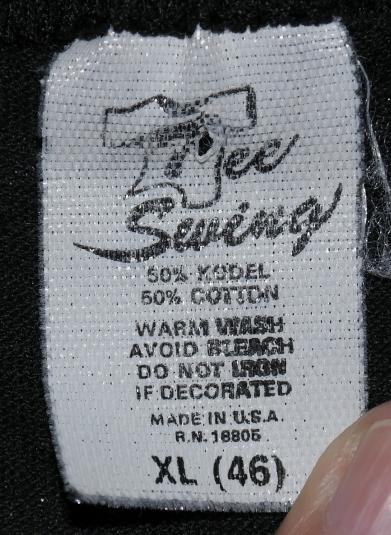 Tee
Swing
50% KODEL
50% COTTON
WARM WASH
AVOID BLEACH
DO NOT IRON
IF DECORATED
MADE IN U.S.A.
R.N. 16805
XL (46)